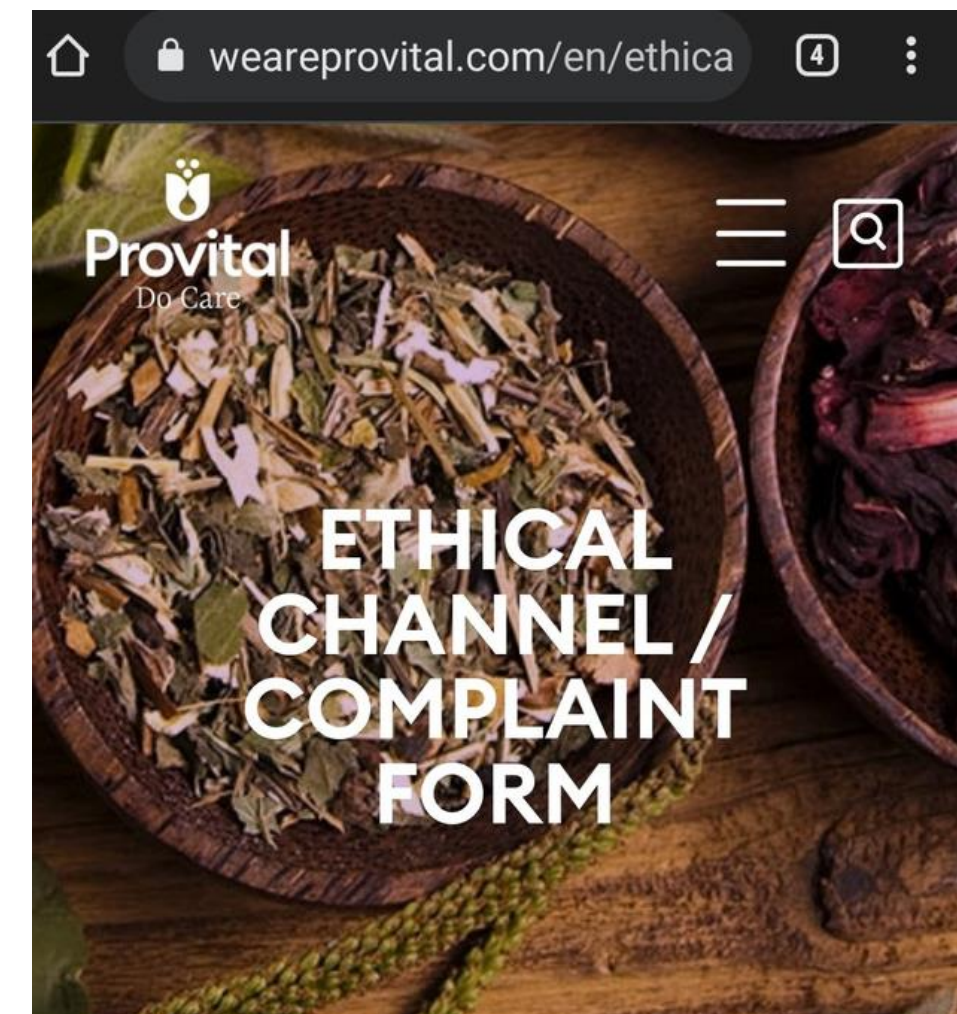 weareprovital.com/en/ethica
4
Provital
Do Care
ETHICAL
CHANNEL /
COMPLAINT
FORM